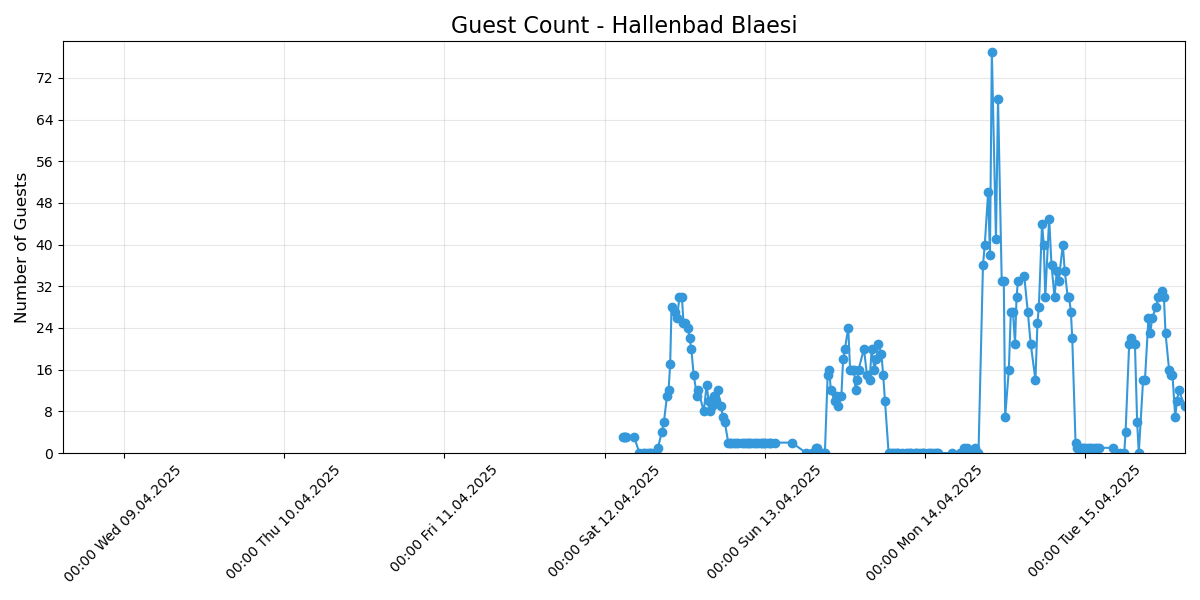 Guest Count - Hallenbad Blaesi
Number of Guests
72
64
56
48
40
32
24
16
8
0
00:00 Wed 09.04.2025
00:00 Thu 10.04.2025
00:00 Fri 11.04.2025
00:00 Sat 12.04.2025
00:00 Sun 13.04.2025
00:00 Mon 14.04.2025
00:00 Tue 15.04.2025